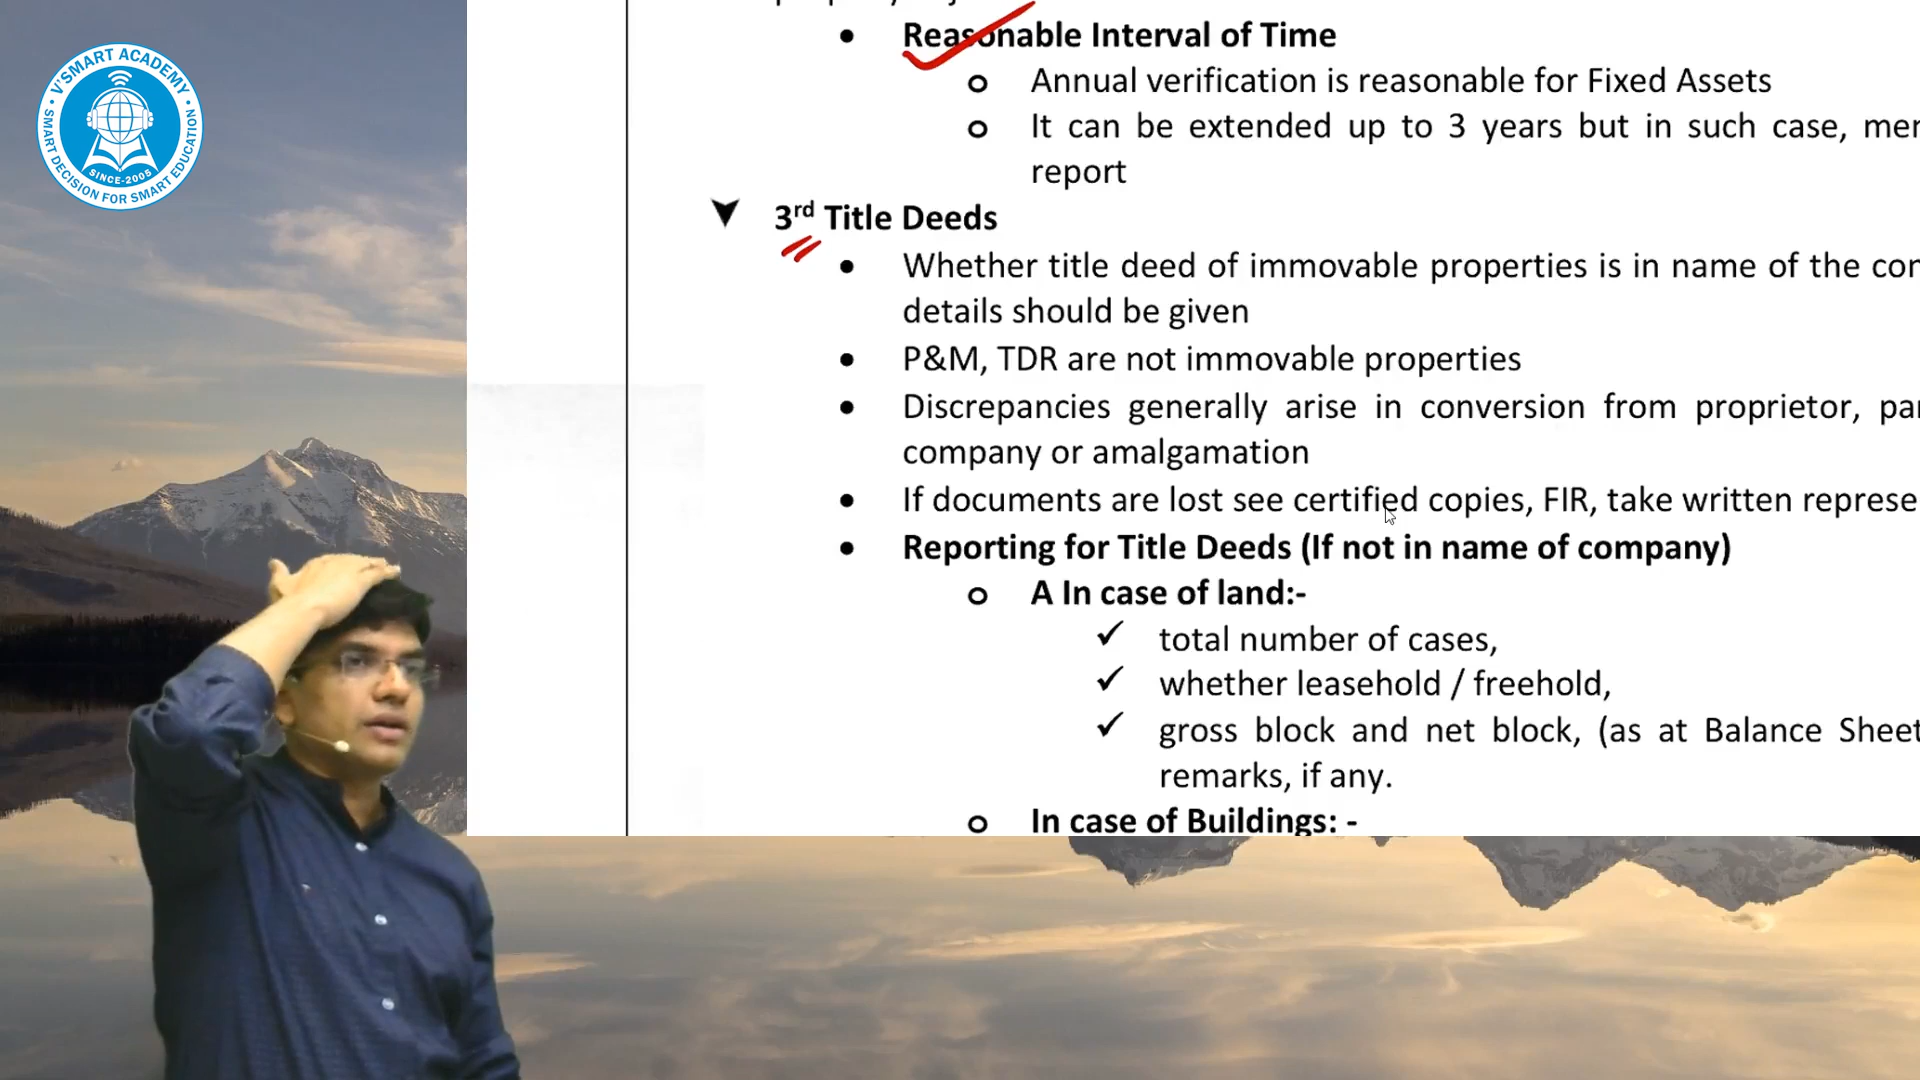 V'SMART ACADEMY
SINCE-2005
SMART DECISION FOR SMART EDUCATION
• Reasonable Interval of Time
o Annual verification is reasonable for Fixed Assets
o It can be extended up to 3 years but in such case,
report
3rd Title Deeds
• Whether title deed of immovable properties is in name of the
details should be given
• P&M, TDR are not immovable properties
• Discrepancies generally arise in conversion from proprietor,
company or amalgamation
• If documents are lost see certified copies, FIR, take written
• Reporting for Title Deeds (If not in name of company)
o A In case of land:-
✓ total number of cases,
✓ whether leasehold / freehold,
✓ gross block and net block, (as at Balance Sheet
remarks, if any.
o In case of Buildings: -